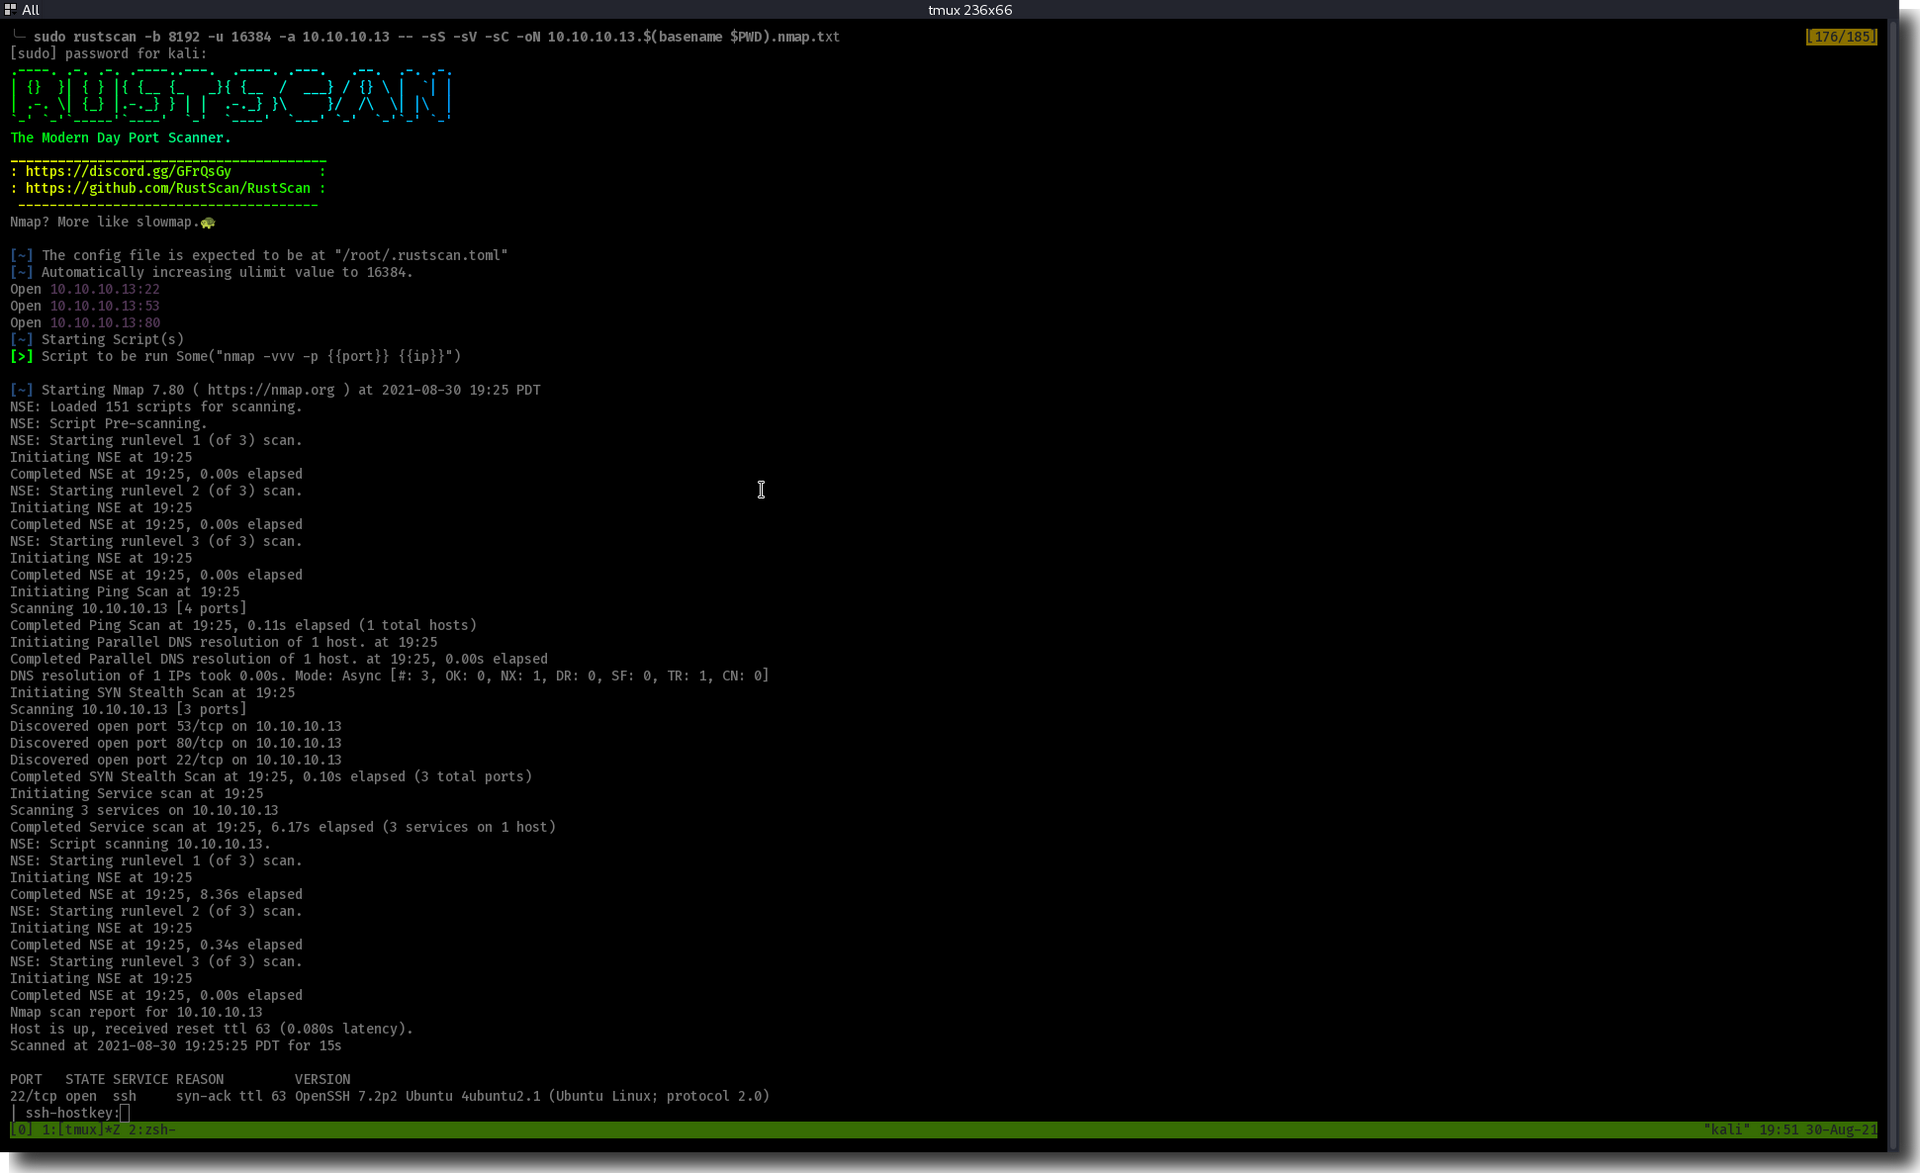 All
tmux 236x66
╰─ sudo rustscan -b 8192 -u 16384 -a 10.10.10.13 -- -sS -sV -sC -oN 10.10.10.13.$(basename $PWD).nmap.txt
[176/185]
[sudo] password for kali:
RUSTSCAN
The Modern Day Port Scanner.
________________________________________
: https://discord.gg/GFrQsGy           :
: https://github.com/RustScan/RustScan :
 --------------------------------------
Nmap? More like slowmap.🐢
[~] The config file is expected to be at "/root/.rustscan.toml"
[~] Automatically increasing ulimit value to 16384.
Open 10.10.10.13:22
Open 10.10.10.13:53
Open 10.10.10.13:80
[~] Starting Script(s)
[>] Script to be run Some("nmap -vvv -p {{port}} {{ip}}")
[~] Starting Nmap 7.80 ( https://nmap.org ) at 2021-08-30 19:25 PDT
NSE: Loaded 151 scripts for scanning.
NSE: Script Pre-scanning.
NSE: Starting runlevel 1 (of 3) scan.
Initiating NSE at 19:25
Completed NSE at 19:25, 0.00s elapsed
NSE: Starting runlevel 2 (of 3) scan.
Initiating NSE at 19:25
Completed NSE at 19:25, 0.00s elapsed
NSE: Starting runlevel 3 (of 3) scan.
Initiating NSE at 19:25
Completed NSE at 19:25, 0.00s elapsed
Initiating Ping Scan at 19:25
Scanning 10.10.10.13 [4 ports]
Completed Ping Scan at 19:25, 0.11s elapsed (1 total hosts)
Initiating Parallel DNS resolution of 1 host. at 19:25
Completed Parallel DNS resolution of 1 host. at 19:25, 0.00s elapsed
DNS resolution of 1 IPs took 0.00s. Mode: Async [#: 3, OK: 0, NX: 1, DR: 0, SF: 0, TR: 1, CN: 0]
Initiating SYN Stealth Scan at 19:25
Scanning 10.10.10.13 [3 ports]
Discovered open port 53/tcp on 10.10.10.13
Discovered open port 80/tcp on 10.10.10.13
Discovered open port 22/tcp on 10.10.10.13
Completed SYN Stealth Scan at 19:25, 0.10s elapsed (3 total ports)
Initiating Service scan at 19:25
Scanning 3 services on 10.10.10.13
Completed Service scan at 19:25, 6.17s elapsed (3 services on 1 host)
NSE: Script scanning 10.10.10.13.
NSE: Starting runlevel 1 (of 3) scan.
Initiating NSE at 19:25
Completed NSE at 19:25, 8.36s elapsed
NSE: Starting runlevel 2 (of 3) scan.
Initiating NSE at 19:25
Completed NSE at 19:25, 0.34s elapsed
NSE: Starting runlevel 3 (of 3) scan.
Initiating NSE at 19:25
Completed NSE at 19:25, 0.00s elapsed
Nmap scan report for 10.10.10.13
Host is up, received reset ttl 63 (0.080s latency).
Scanned at 2021-08-30 19:25:25 PDT for 15s
PORT   STATE SERVICE REASON         VERSION
22/tcp open  ssh     syn-ack ttl 63 OpenSSH 7.2p2 Ubuntu 4ubuntu2.1 (Ubuntu Linux; protocol 2.0)
| ssh-hostkey:
[0] 1:[tmux]*Z 2:zsh-
"kali" 19:51 30-Aug-21